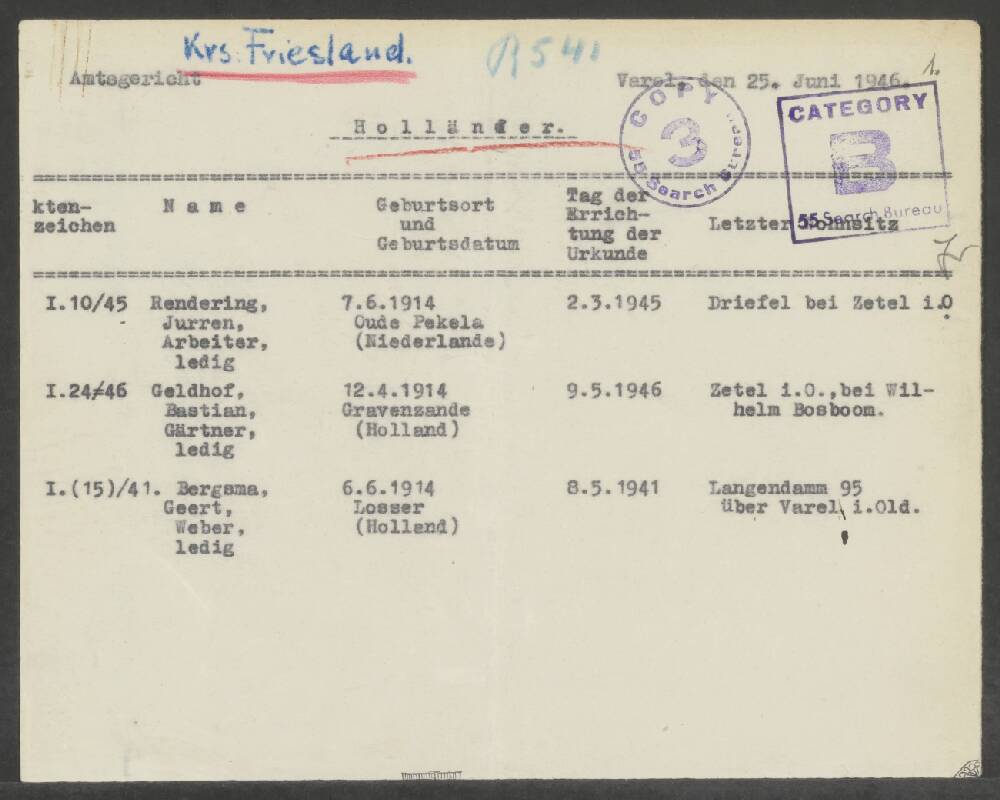 Krs. Friesland.
R 54.
1.
Amtsgericht
Varel, den 25. Juni 1946.
COPY
3
55 Search Bureau
CATEGORY
B
55 Search Bureau
Holländer.
kten-
zeichen
Name
Geburtsort
und
Geburtsdatum
Tag der
Errich-
tung der
Urkunde
Letzter Wohnsitz
I.10/45 Rendering, 7.6.1914 2.3.1945 Driefel bei Zetel i.O
Jurren, Oude Pekela
Arbeiter, (Niederlande)
ledig
I.24/46 Geldhof, 12.4.1914 9.5.1946 Zetel i.O.,bei Wil-
Bastian, Gravenzande helm Bosboom.
Gärtner, (Holland)
ledig
I.(15)/41. Bergsma, 6.6.1914 8.5.1941 Langendamm 95
Geert, Losser über Varel i.Old.
Weber, (Holland)
ledig